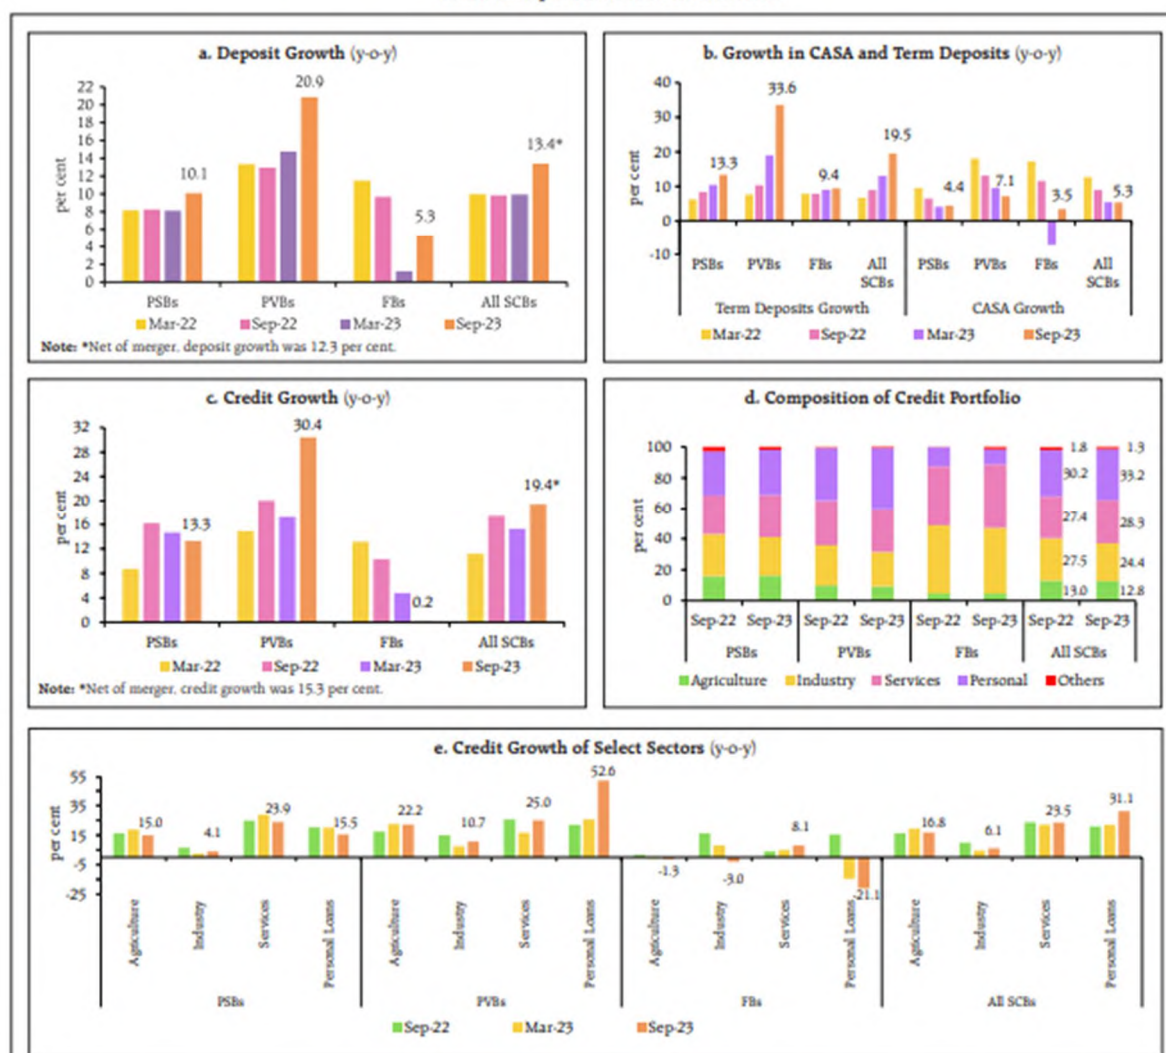 a. Deposit Growth (y-o-y)
per cent
22
20
18
16
14
12
10
8
6
4
2
0
10.1
20.9
5.3
13.4*
PSBs PVBs FBs All SCBs
Mar-22 Sep-22 Mar-23 Sep-23
Note: *Net of merger, deposit growth was 12.3 per cent.
b. Growth in CASA and Term Deposits (y-o-y)
per cent
40
30
20
10
0
-10
13.3
33.6
9.4
19.5
4.4
7.1
3.5
5.3
PSBs PVBs FBs All SCBs PSBs PVBs FBs All SCBs
Term Deposits Growth CASA Growth
Mar-22 Sep-22 Mar-23 Sep-23
c. Credit Growth (y-o-y)
per cent
32
28
24
20
16
12
8
4
0
13.3
30.4
0.2
19.4*
PSBs PVBs FBs All SCBs
Mar-22 Sep-22 Mar-23 Sep-23
Note: *Net of merger, credit growth was 15.3 per cent.
d. Composition of Credit Portfolio
per cent
100
80
60
40
20
0
1.8 1.3
30.2 33.2
27.4 28.3
27.5 24.4
13.0 12.8
Sep-22 Sep-23 Sep-22 Sep-23 Sep-22 Sep-23 Sep-22 Sep-23
PSBs PVBs FBs All SCBs
Agriculture Industry Services Personal Others
e. Credit Growth of Select Sectors (y-o-y)
per cent
55
35
15
-5
-25
15.0 4.1 23.9 15.5
22.2 10.7 25.0 52.6
-1.3 -3.0 8.1 -21.1
16.8 6.1 23.5 31.1
Agriculture Industry Services Personal Loans
Agriculture Industry Services Personal Loans
Agriculture Industry Services Personal Loans
Agriculture Industry Services Personal Loans
PSBs PVBs FBs All SCBs
Sep-22 Mar-23 Sep-23